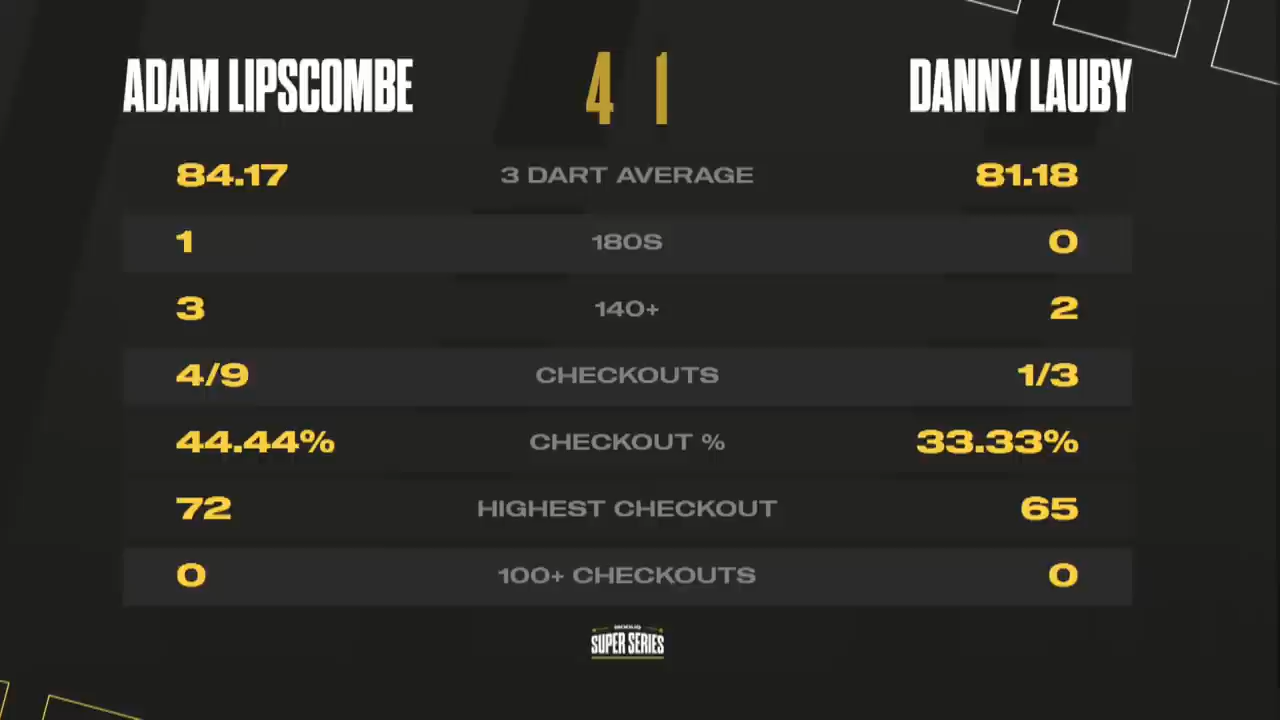 ADAM LIPSCOMBE 4 1 DANNY LAUBY
84.17 3 DART AVERAGE 81.18
1 180S 0
3 140+ 2
4/9 CHECKOUTS 1/3
44.44% CHECKOUT % 33.33%
72 HIGHEST CHECKOUT 65
0 100+ CHECKOUTS 0
SUPER SERIES